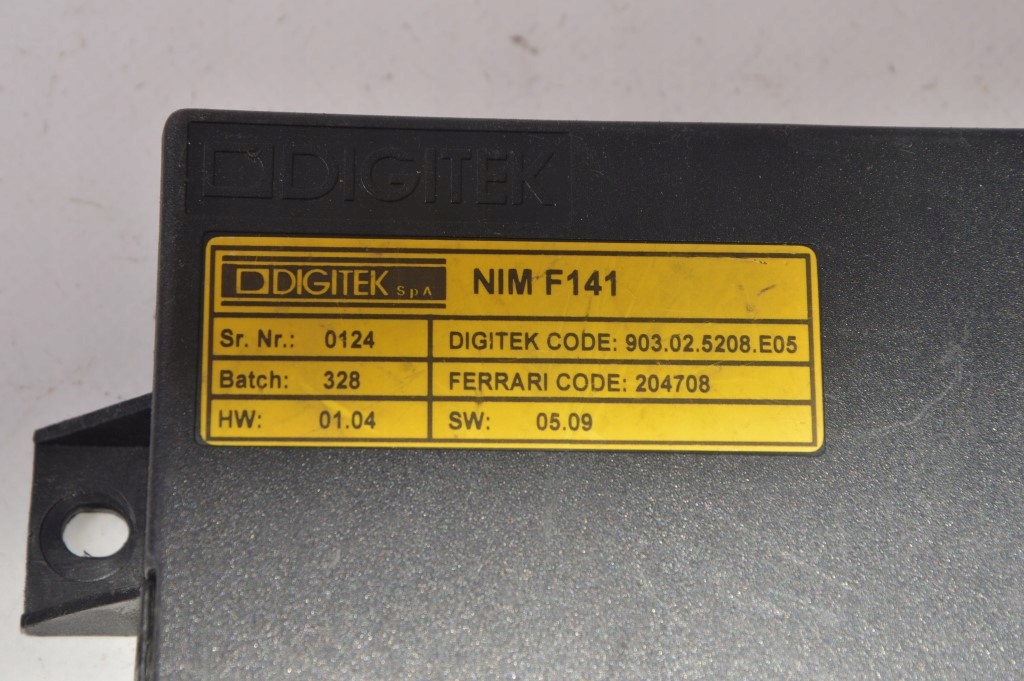 DIGITEK
DIGITEK SpA NIM F141
Sr. Nr.: 0124 DIGITEK CODE: 903.02.5208.E05
Batch: 328 FERRARI CODE: 204708
HW: 01.04 SW: 05.09